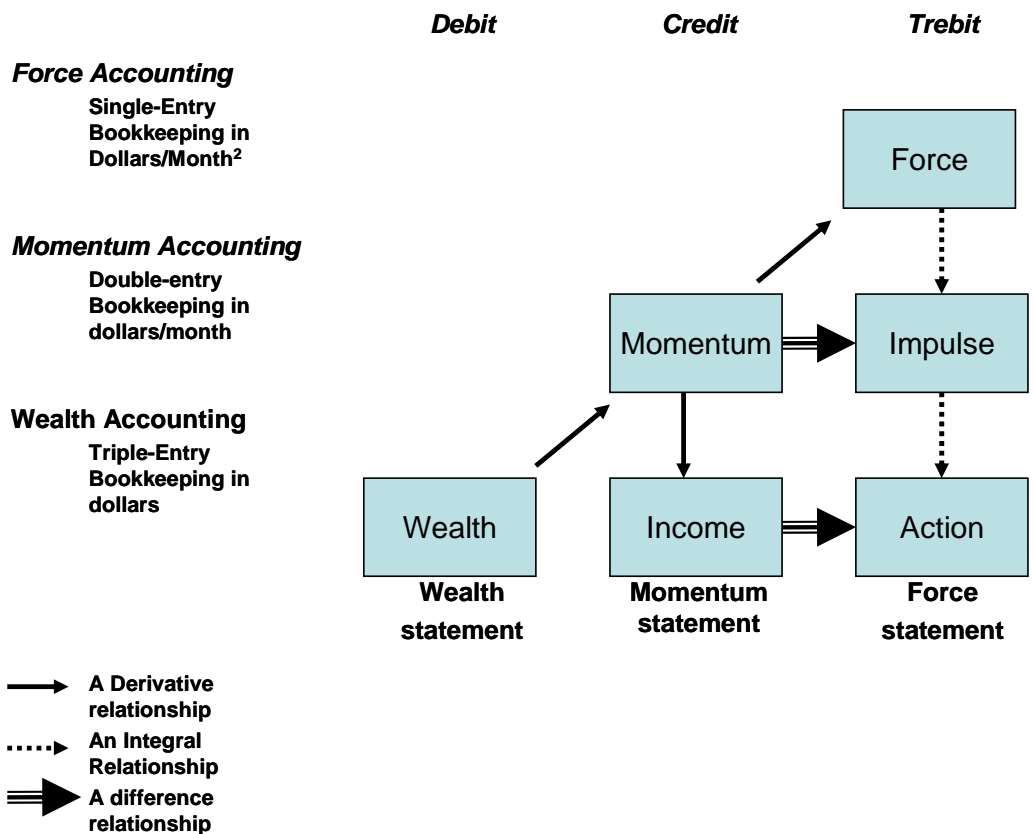 Debit Credit Trebit
Force Accounting
Single-Entry
Bookkeeping in
Dollars/Month²
Force
Momentum Accounting
Double-entry
Bookkeeping in
dollars/month
Momentum
Impulse
Wealth Accounting
Triple-Entry
Bookkeeping in
dollars
Wealth
Income
Action
Wealth
statement
Momentum
statement
Force
statement
A Derivative
relationship
An Integral
Relationship
A difference
relationship